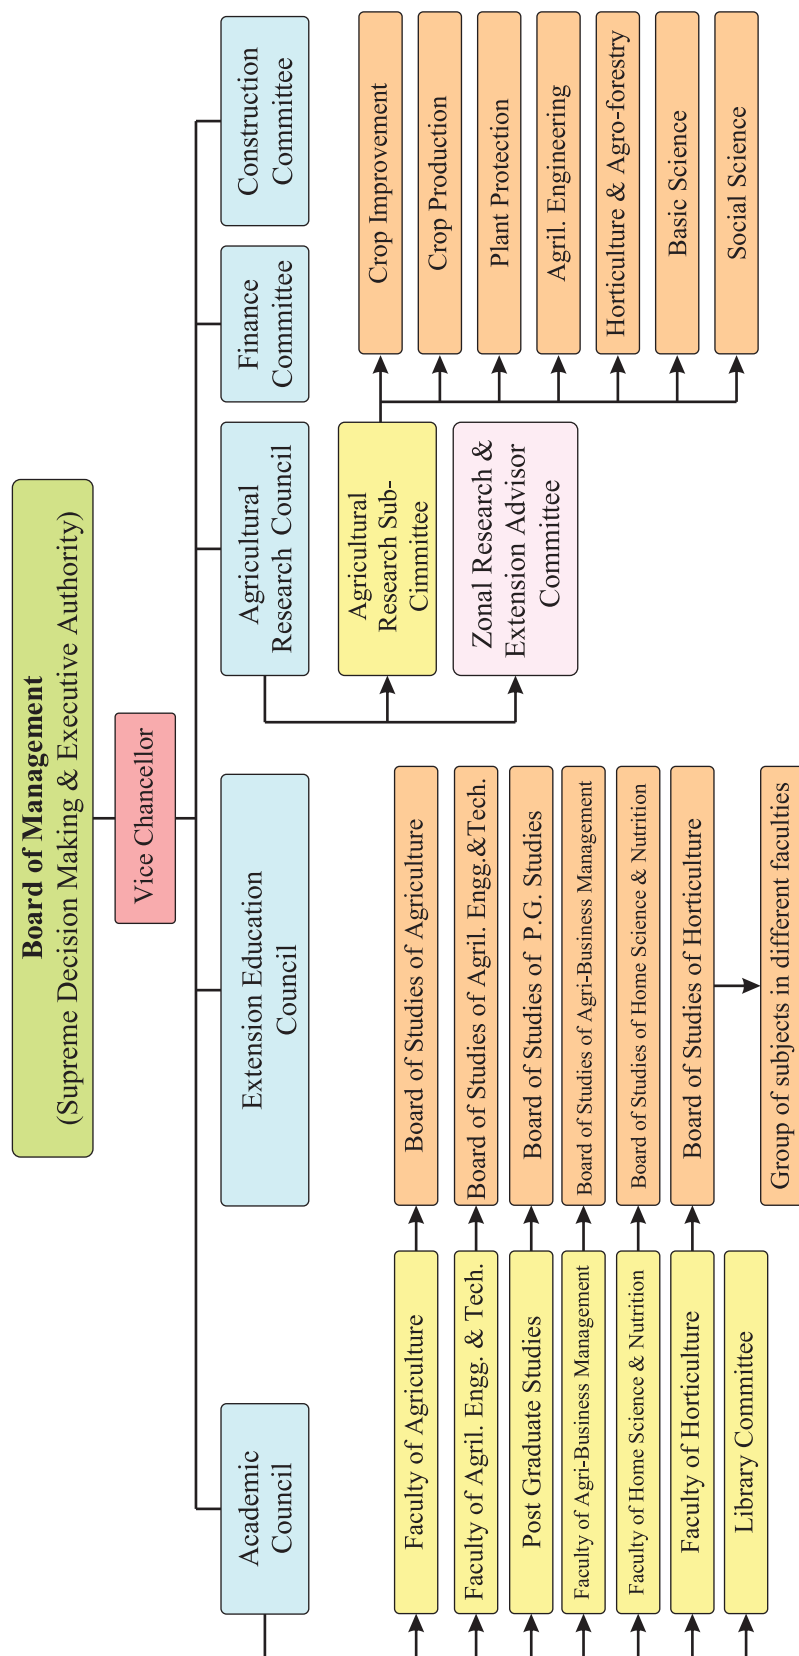 Board of Management
(Supreme Decision Making & Executive Authority)
Vice Chancellor
Academic
Council
Extension Education
Council
Agricultural
Research Council
Finance
Committee
Construction
Committee
Faculty of Agriculture
Faculty of Agril. Engg. & Tech.
Post Graduate Studies
Faculty of Agri-Business Management
Faculty of Home Science & Nutrition
Faculty of Horticulture
Library Committee
Board of Studies of Agriculture
Board of Studies of Agril. Engg.&Tech.
Board of Studies of P.G. Studies
Board of Studies of Agri-Business Management
Board of Studies of Home Science & Nutrition
Board of Studies of Horticulture
Group of subjects in different faculties
Agricultural
Research Sub-
Cimmittee
Zonal Research &
Extension Advisor
Committee
Crop Improvement
Crop Production
Plant Protection
Agril. Engineering
Horticulture & Agro-forestry
Basic Science
Social Science